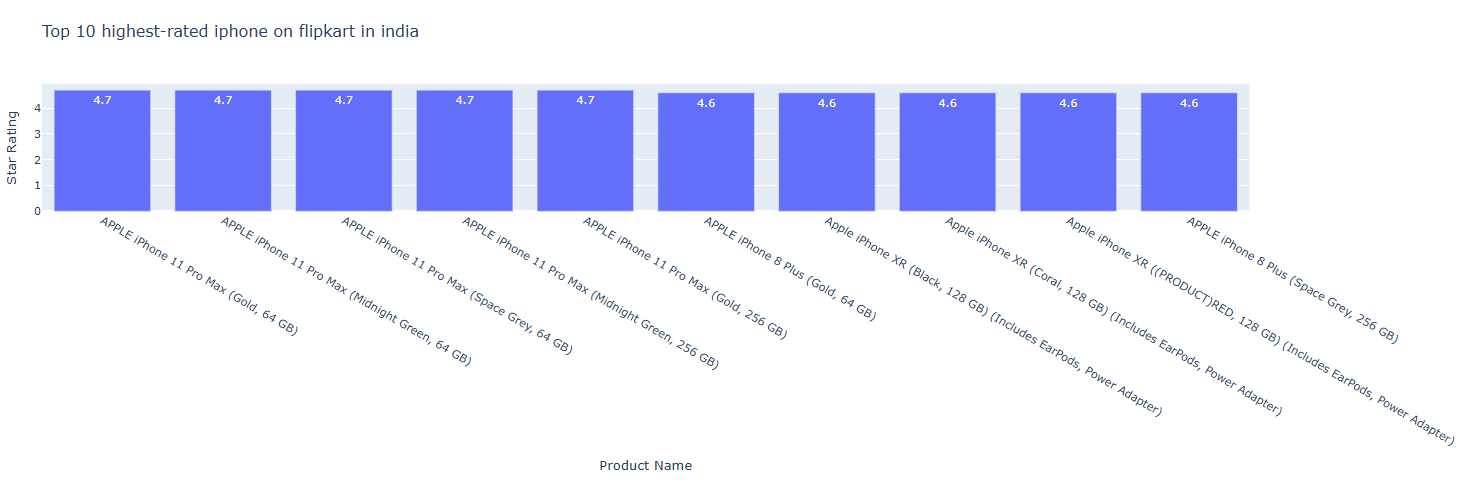 Top 10 highest-rated iphone on flipkart in india
Star Rating
4
3
2
1
0
4.7
4.7
4.7
4.7
4.7
4.6
4.6
4.6
4.6
4.6
APPLE iPhone 11 Pro Max (Gold, 64 GB)
APPLE iPhone 11 Pro Max (Midnight Green, 64 GB)
APPLE iPhone 11 Pro Max (Space Grey, 64 GB)
APPLE iPhone 11 Pro Max (Midnight Green, 256 GB)
APPLE iPhone 11 Pro Max (Gold, 256 GB)
APPLE iPhone 8 Plus (Gold, 64 GB)
Apple iPhone XR (Black, 128 GB) (Includes EarPods, Power Adapter)
Apple iPhone XR (Coral, 128 GB) (Includes EarPods, Power Adapter)
Apple iPhone XR ((PRODUCT)RED, 128 GB) (Includes EarPods, Power Adapter)
APPLE iPhone 8 Plus (Space Grey, 256 GB)
Product Name